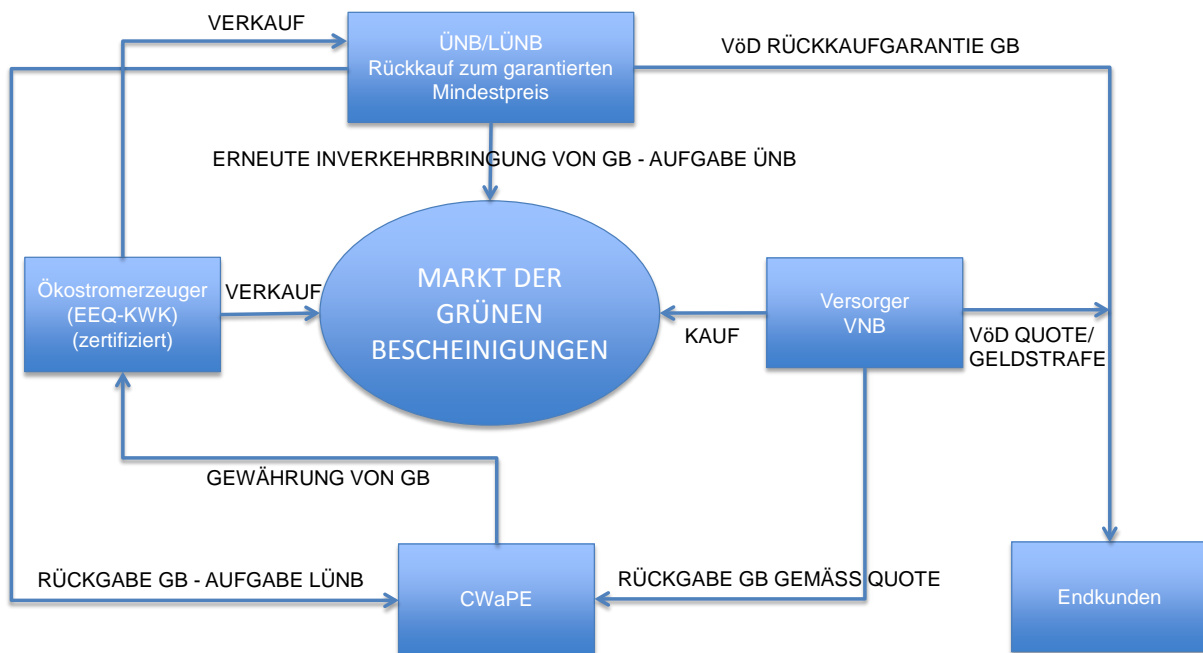 VERKAUF
ÜNB/LÜNB
Rückkauf zum garantierten
Mindestpreis
VöD RÜCKKAUFGARANTIE GB
ERNEUTE INVERKEHRBRINGUNG VON GB - AUFGABE ÜNB
Ökostromerzeuger
(EEQ-KWK)
(zertifiziert)
VERKAUF
MARKT DER
GRÜNEN
BESCHEINIGUNGEN
KAUF
Versorger
VNB
VöD QUOTE/
GELDSTRAFE
GEWÄHRUNG VON GB
RÜCKGABE GB - AUFGABE LÜNB
CWaPE
RÜCKGABE GB GEMÄSS QUOTE
Endkunden